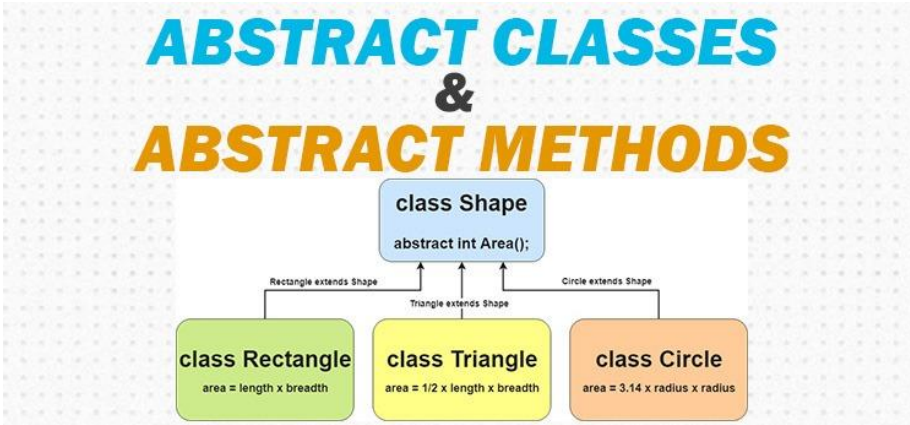 ABSTRACT CLASSES
&
ABSTRACT METHODS
class Shape
abstract int Area();
Rectangle extends Shape
Circle extends Shape
Triangle extends Shape
class Rectangle
area = length x breadth
class Triangle
area = 1/2 x length x breadth
class Circle
area = 3.14 x radius x radius